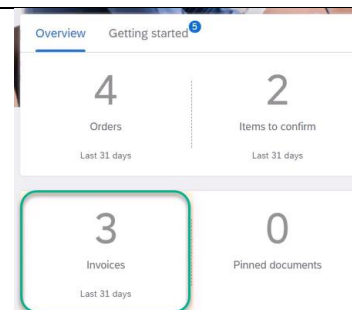 Overview Getting started 5
4 2
Orders Items to confirm
Last 31 days Last 31 days
3 0
Invoices Pinned documents
Last 31 days